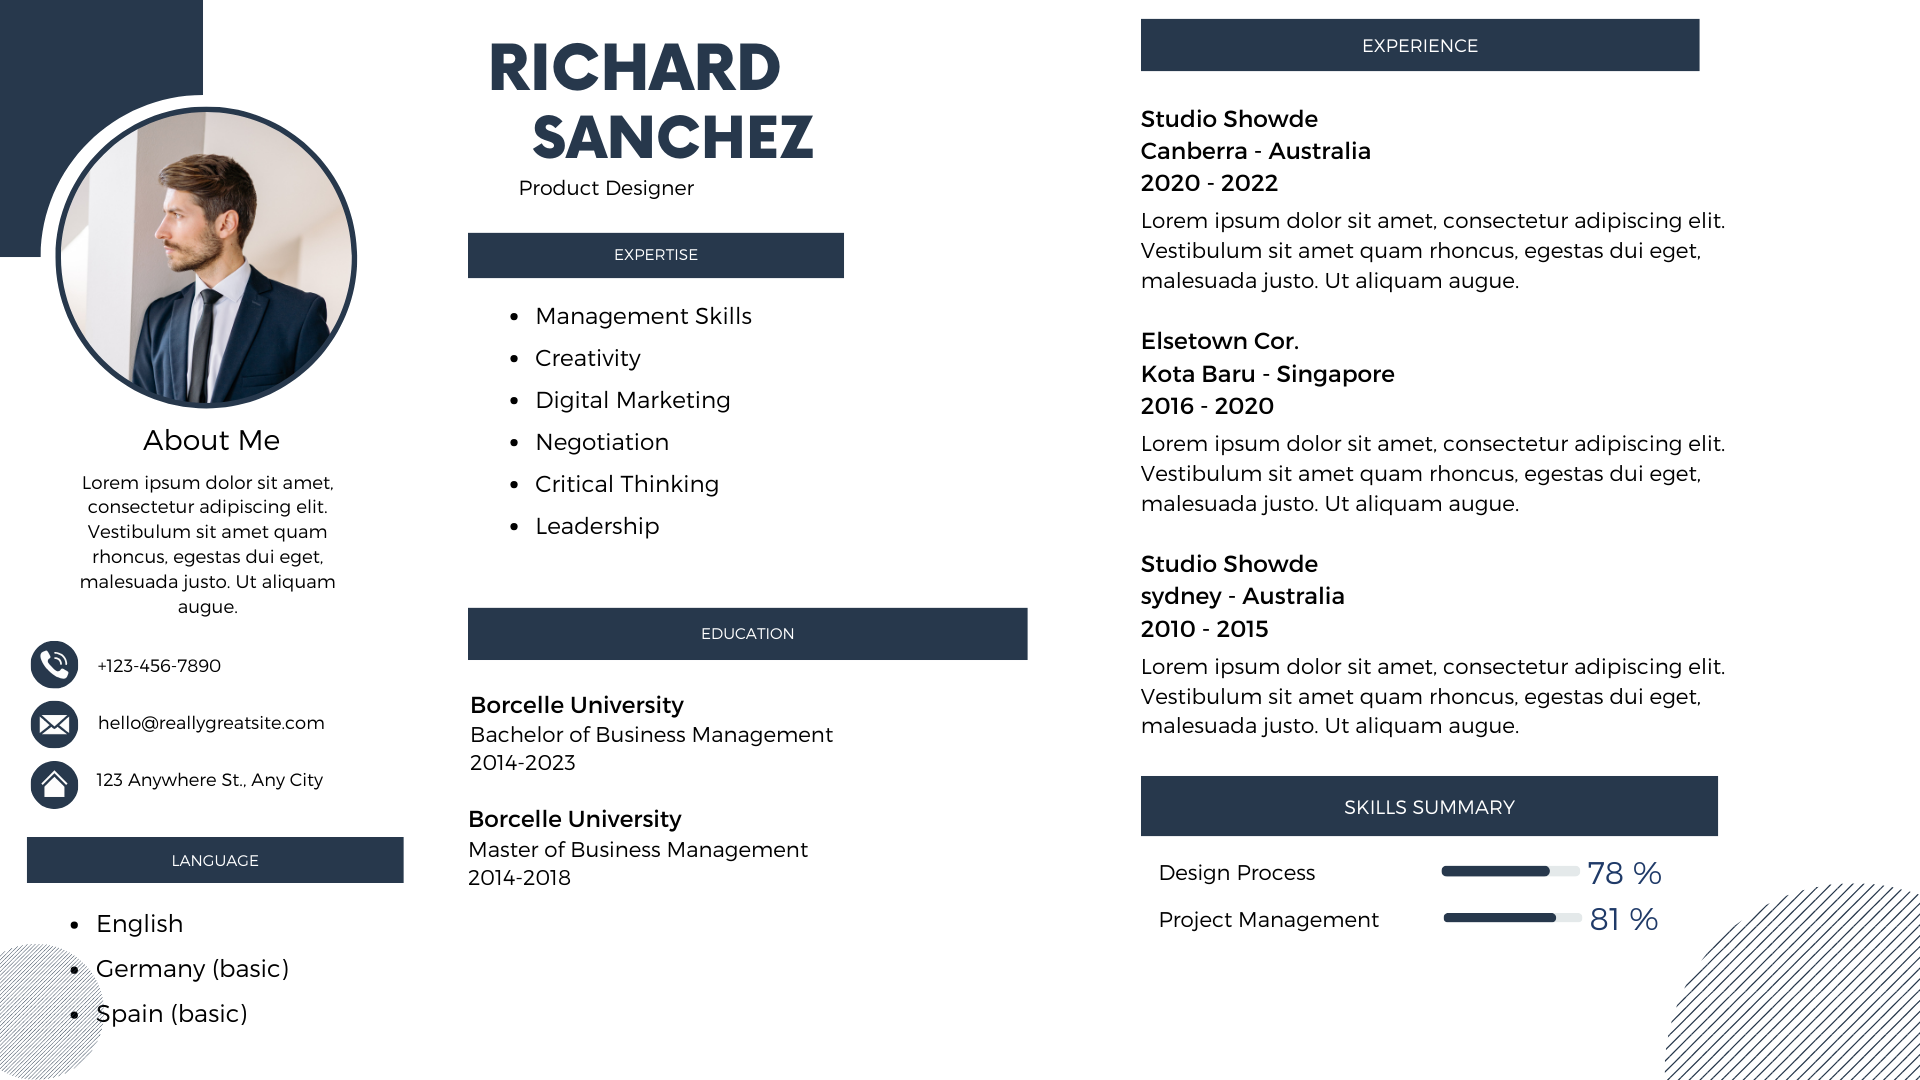 RICHARD
SANCHEZ
Product Designer
About Me
Lorem ipsum dolor sit amet,
consectetur adipiscing elit.
Vestibulum sit amet quam
rhoncus, egestas dui eget,
malesuada justo. Ut aliquam
augue.
+123-456-7890
hello@reallygreatsite.com
123 Anywhere St., Any City
LANGUAGE
• English
• Germany (basic)
• Spain (basic)
EXPERTISE
• Management Skills
• Creativity
• Digital Marketing
• Negotiation
• Critical Thinking
• Leadership
EDUCATION
Borcelle University
Bachelor of Business Management
2014-2023
Borcelle University
Master of Business Management
2014-2018
EXPERIENCE
Studio Showde
Canberra - Australia
2020 - 2022
Lorem ipsum dolor sit amet, consectetur adipiscing elit.
Vestibulum sit amet quam rhoncus, egestas dui eget,
malesuada justo. Ut aliquam augue.
Elsetown Cor.
Kota Baru - Singapore
2016 - 2020
Lorem ipsum dolor sit amet, consectetur adipiscing elit.
Vestibulum sit amet quam rhoncus, egestas dui eget,
malesuada justo. Ut aliquam augue.
Studio Showde
sydney - Australia
2010 - 2015
Lorem ipsum dolor sit amet, consectetur adipiscing elit.
Vestibulum sit amet quam rhoncus, egestas dui eget,
malesuada justo. Ut aliquam augue.
SKILLS SUMMARY
Design Process 78 %
Project Management 81 %